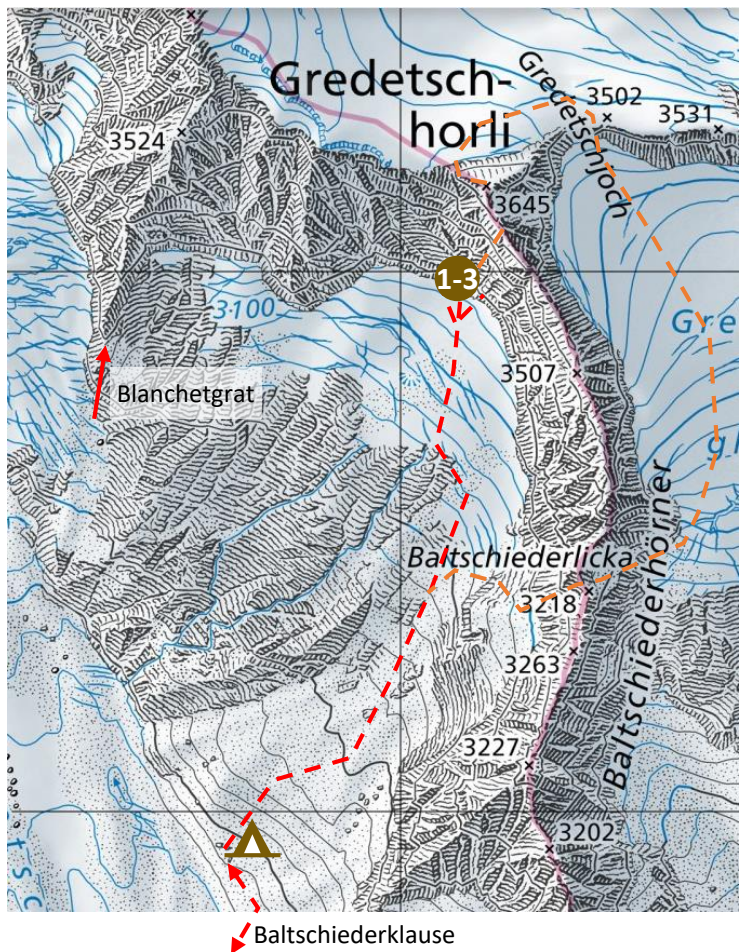 Gredetsch-
horli
Gredetschjoch
3502
3531
3524
3645
1-3
3100
Gre
Blanchetgrat
3507
gl
Baltschiederlicka
3218
Baltschiederhörner
3263
3227
3202
Baltschiederklause